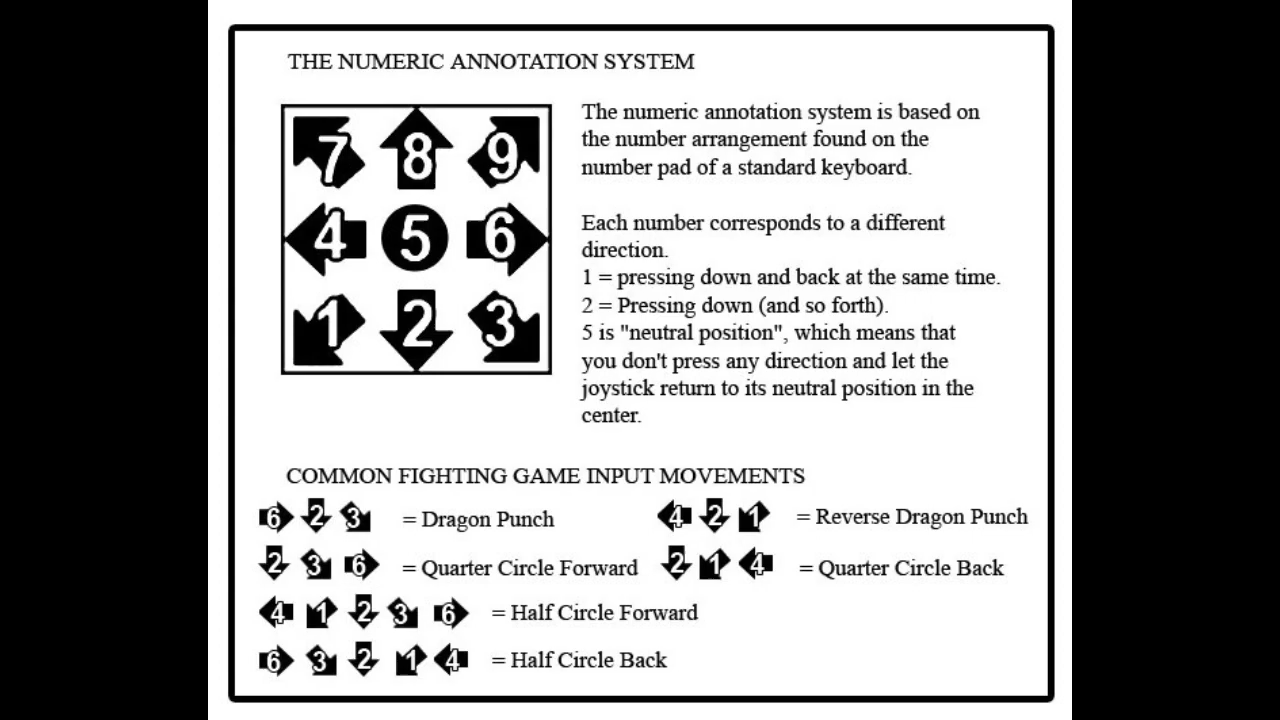 THE NUMERIC ANNOTATION SYSTEM
7 8 9
4 5 6
1 2 3
The numeric annotation system is based on
the number arrangement found on the
number pad of a standard keyboard.
Each number corresponds to a different
direction.
1 = pressing down and back at the same time.
2 = Pressing down (and so forth).
5 is "neutral position", which means that
you don't press any direction and let the
joystick return to its neutral position in the
center.
COMMON FIGHTING GAME INPUT MOVEMENTS
6 2 3 = Dragon Punch
4 2 1 = Reverse Dragon Punch
2 3 6 = Quarter Circle Forward
2 1 4 = Quarter Circle Back
4 1 2 3 6 = Half Circle Forward
6 3 2 1 4 = Half Circle Back